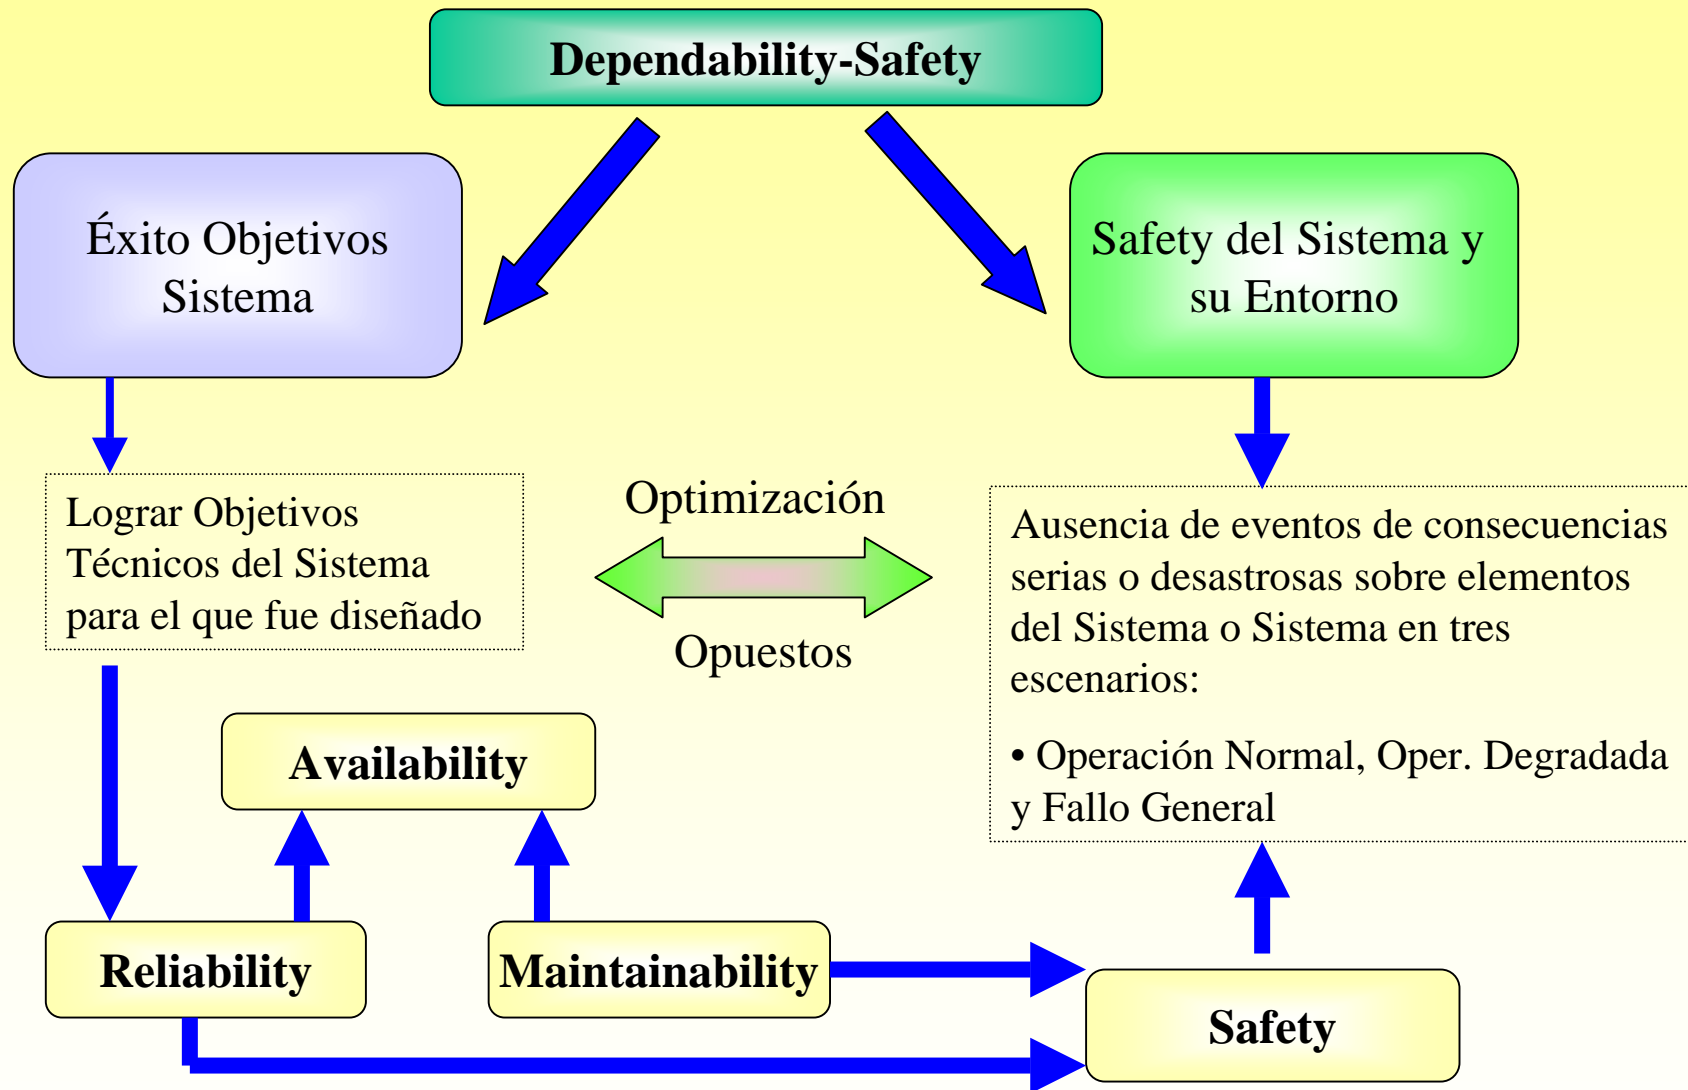 Dependability-Safety
Éxito Objetivos
Sistema
Safety del Sistema y
su Entorno
Lograr Objetivos
Técnicos del Sistema
para el que fue diseñado
Optimización
Opuestos
Ausencia de eventos de consecuencias
serias o desastrosas sobre elementos
del Sistema o Sistema en tres
escenarios:
• Operación Normal, Oper. Degradada
y Fallo General
Availability
Reliability
Maintainability
Safety